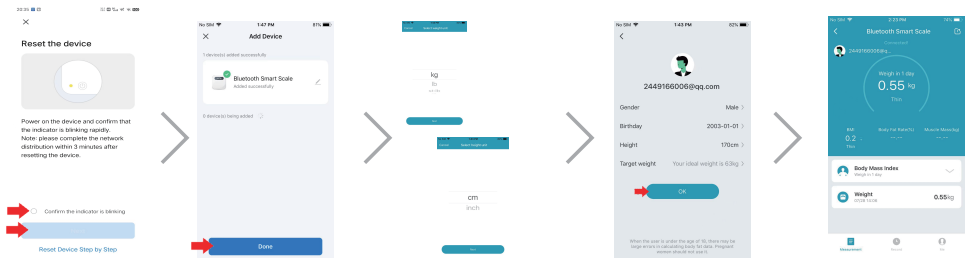 20:35
Reset the device
Power on the device and confirm that
the indicator is blinking rapidly.
Note: please complete the network
distribution within 3 minutes after
resetting the device.
Confirm the indicator is blinking
Reset Device Step by Step
No SIM 1:47 PM 51%
Add Device
1 device(s) added successfully
Bluetooth Smart Scale
Added successfully
0 device(s) being added
Done
kg
lb
cm
inch
No SIM 1:43 PM 52%
2449166006@qq.com
Gender Male
Birthday 2003-01-01
Height 170cm
Target weight Your ideal weight is 63kg
OK
When the user is under the age of 18, there may be
large errors in calculating body fat data. Pregnant
women should not use it.
No SIM 2:23 PM 14%
Bluetooth Smart Scale
2449166006@q...
Weigh in 1 day
0.55 kg
Thin
BMI Body Fat Rate(%) Muscle Mass(kg)
0.2
Thin
Body Mass Index
Weigh in 1 day
Weight
0.55kg
Measurement